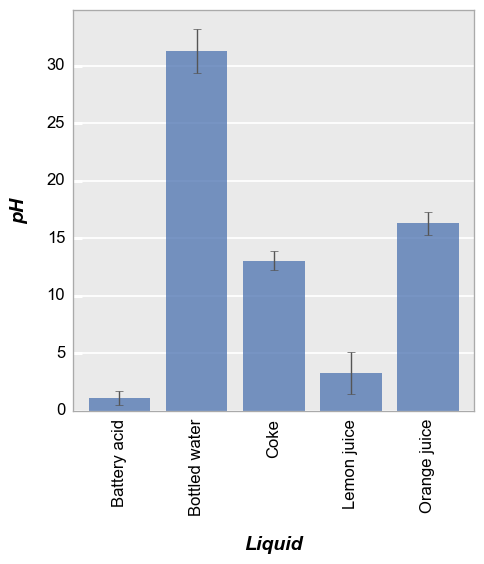 pH
30
25
20
15
10
5
0
Battery acid
Bottled water
Coke
Lemon juice
Orange juice
Liquid